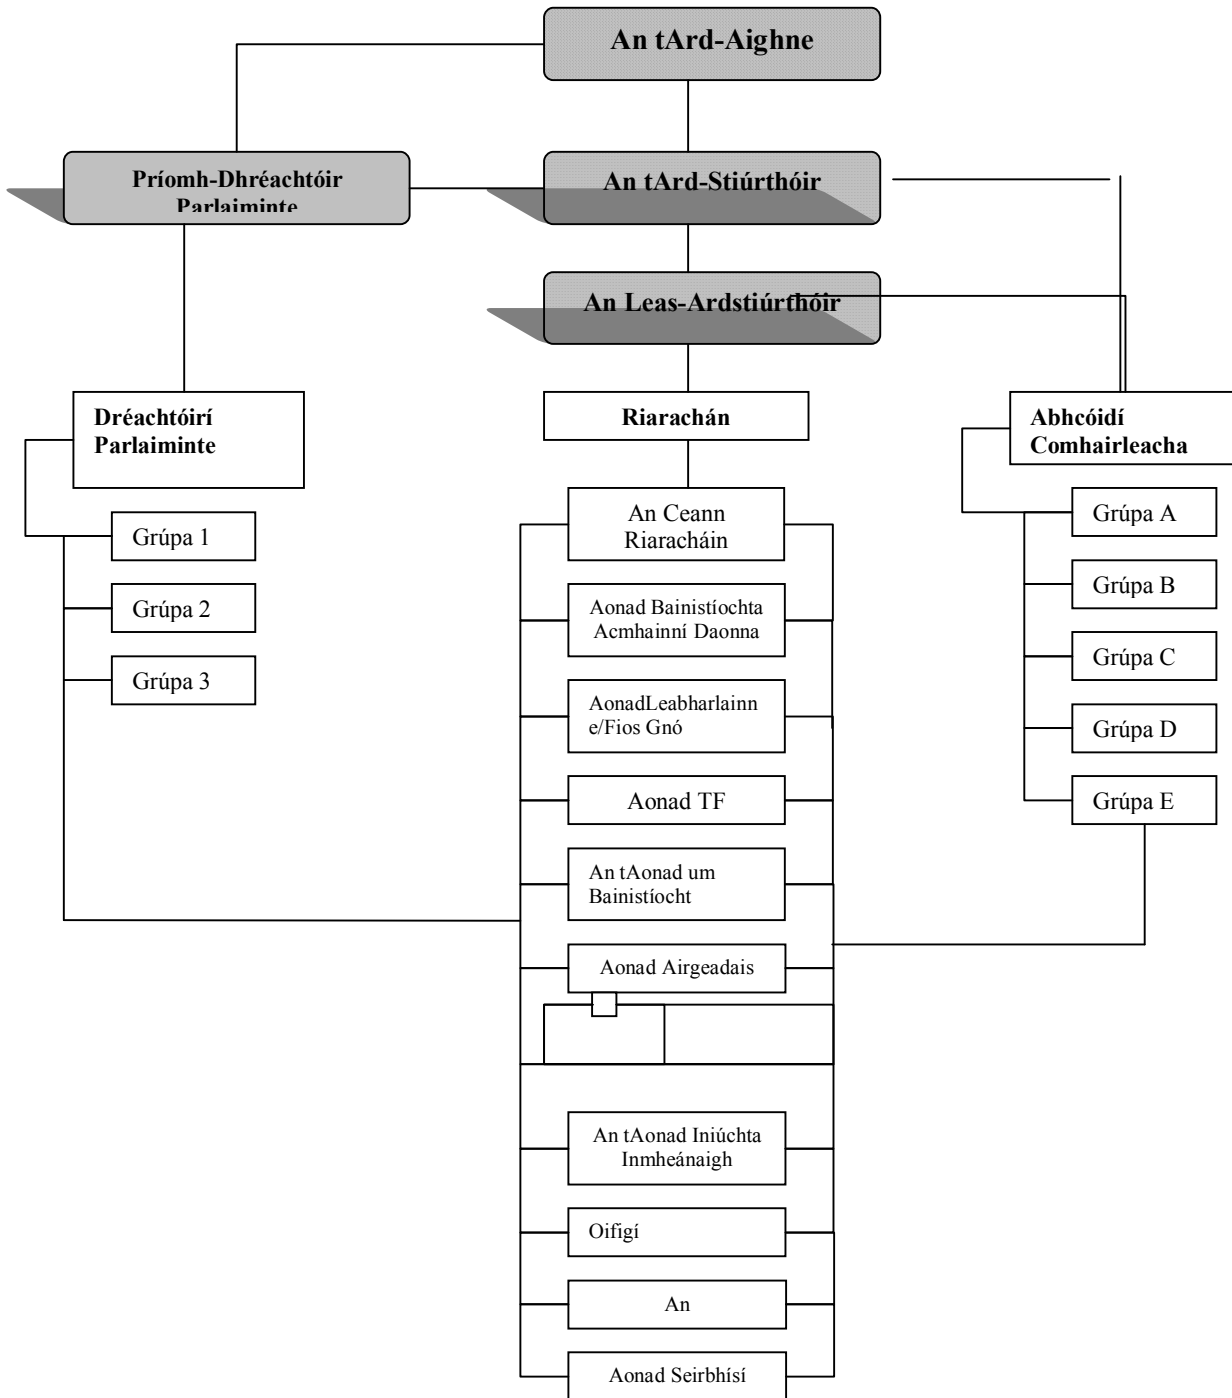 An tArd-Aighne
Príomh-Dhréachtóir
Parlaiminte
An tArd-Stiúrthóir
An Leas-Ardstiúrthóir
Dréachtóirí
Parlaiminte
Grúpa 1
Grúpa 2
Grúpa 3
Riarachán
An Ceann
Riaracháin
Aonad Bainistíochta
Acmhainní Daonna
AonadLeabharlainn
e/Fios Gnó
Aonad TF
An tAonad um
Bainistíocht
Aonad Airgeadais
An tAonad Iniúchta
Inmheánaigh
Oifigí
An
Aonad Seirbhísí
Abhcóidí
Comhairleacha
Grúpa A
Grúpa B
Grúpa C
Grúpa D
Grúpa E